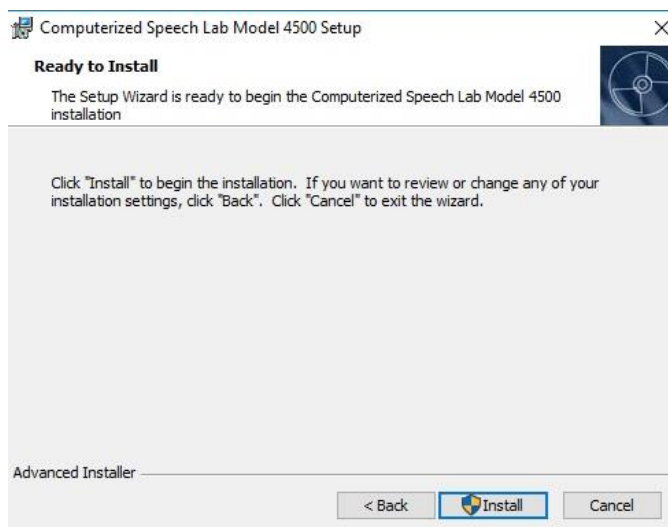 Computerized Speech Lab Model 4500 Setup
Ready to Install
The Setup Wizard is ready to begin the Computerized Speech Lab Model 4500
installation
Click "Install" to begin the installation.  If you want to review or change any of your
installation settings, click "Back".  Click "Cancel" to exit the wizard.
Advanced Installer
< Back
Install
Cancel